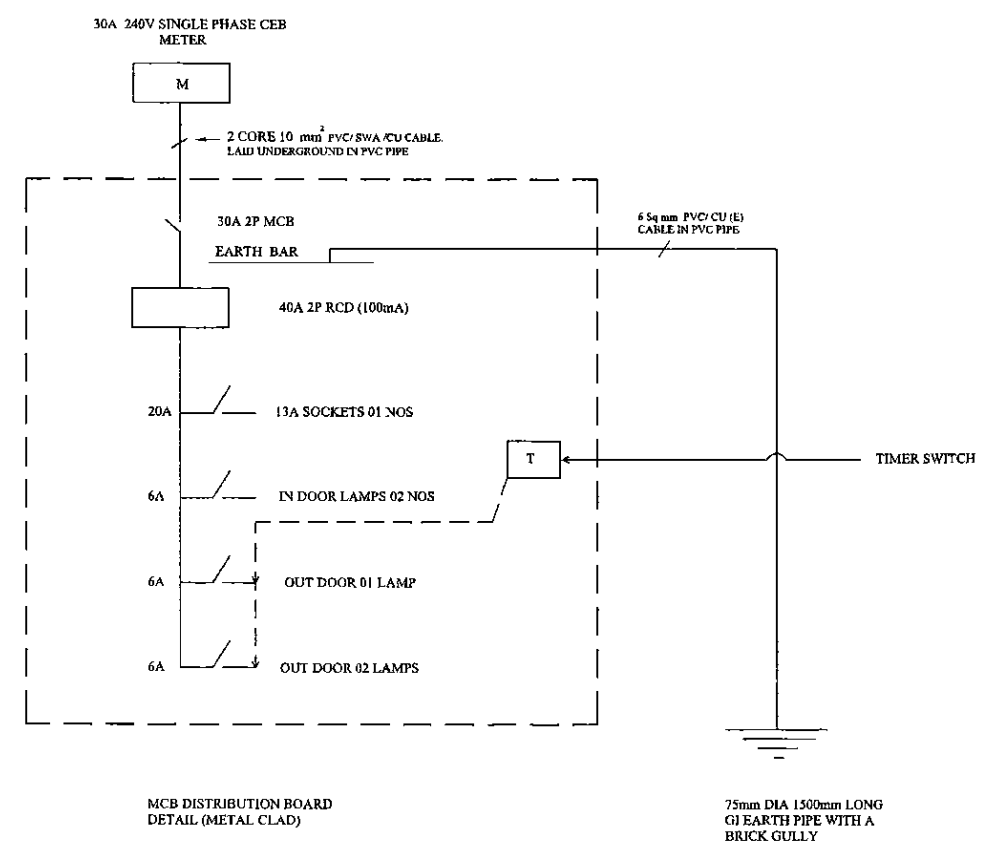 30A 240V SINGLE PHASE CEB
METER
M
2 CORE 10 mm² PVC/ SWA /CU CABLE.
LAID UNDERGROUND IN PVC PIPE
30A 2P MCB
6 Sq mm PVC/ CU (E)
CABLE IN PVC PIPE
EARTH BAR
40A 2P RCD (100mA)
20A 13A SOCKETS 01 NOS
T
TIMER SWITCH
6A IN DOOR LAMPS 02 NOS
6A OUT DOOR 01 LAMP
6A OUT DOOR 02 LAMPS
MCB DISTRIBUTION BOARD
DETAIL (METAL CLAD)
75mm DIA 1500mm LONG
GI EARTH PIPE WITH A
BRICK GULLY